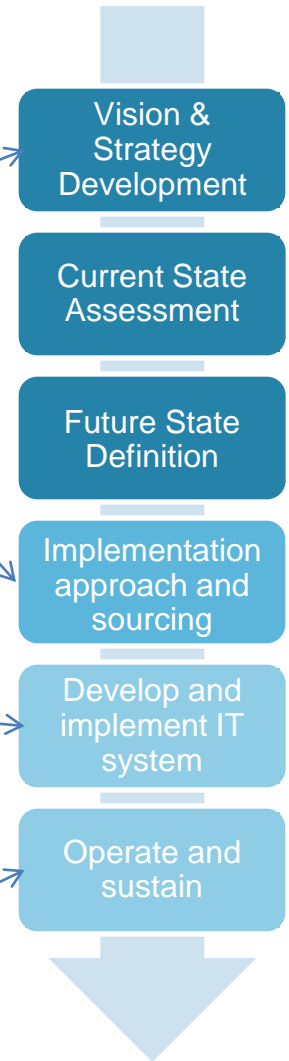 Vision &
Strategy
Development
Current State
Assessment
Future State
Definition
Implementation
approach and
sourcing
Develop and
implement IT
system
Operate and
sustain